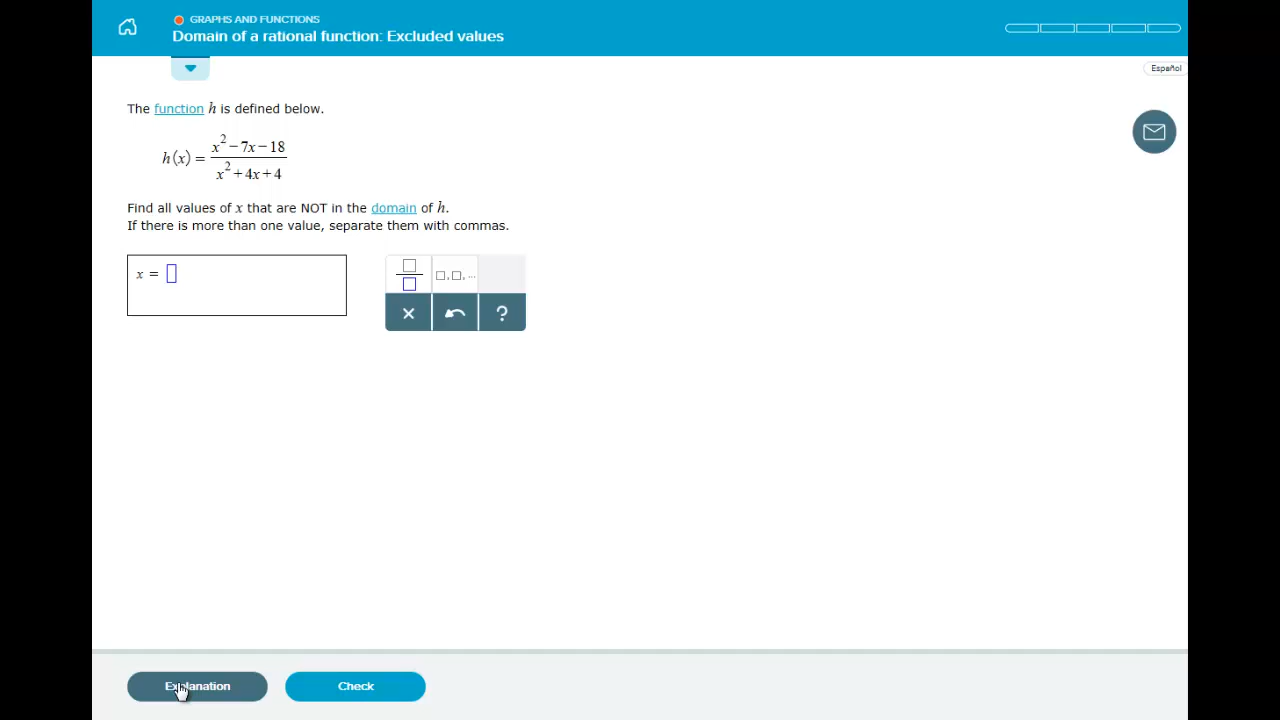 GRAPHS AND FUNCTIONS
Domain of a rational function: Excluded values
Español
The function h is defined below.
h(x) = (x² − 7x − 18)/(x² + 4x + 4)
Find all values of x that are NOT in the domain of h.
If there is more than one value, separate them with commas.
x = 
□,□,...
?
Explanation
Check